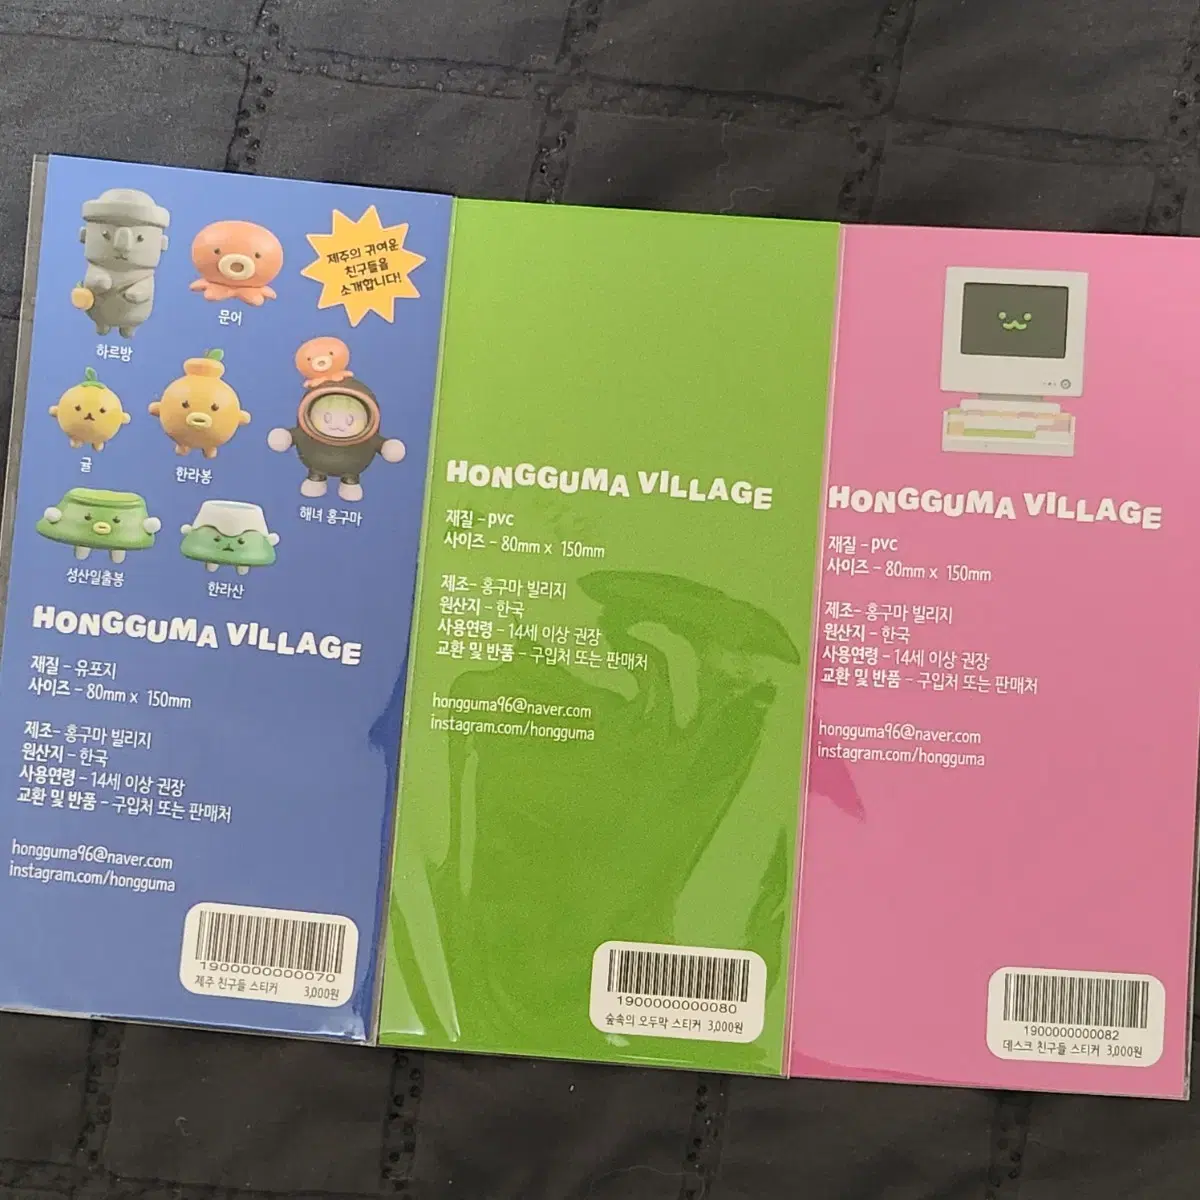 제주의 귀여운
친구들을
소개합니다!
하르방
문어
귤
한라봉
해녀 홍구마
성산일출봉
한라산
HONGGUMA VILLAGE
재질 - 유포지
사이즈 - 80mm x 150mm
제조- 홍구마 빌리지
원산지 - 한국
사용연령 - 14세 이상 권장
교환 및 반품 - 구입처 또는 판매처
hongguma96@naver.com
instagram.com/hongguma
1900000000070
제주 친구들 스티커 3,000원
HONGGUMA VILLAGE
재질 - pvc
사이즈 - 80mm x 150mm
제조- 홍구마 빌리지
원산지 - 한국
사용연령 - 14세 이상 권장
교환 및 반품 - 구입처 또는 판매처
hongguma96@naver.com
instagram.com/hongguma
1900000000080
숲속의 오두막 스티커 3,000원
HONGGUMA VILLAGE
재질 - pvc
사이즈 - 80mm x 150mm
제조- 홍구마 빌리지
원산지 - 한국
사용연령 - 14세 이상 권장
교환 및 반품 - 구입처 또는 판매처
hongguma96@naver.com
instagram.com/hongguma
1900000000082
데스크 친구들 스티커 3,000원